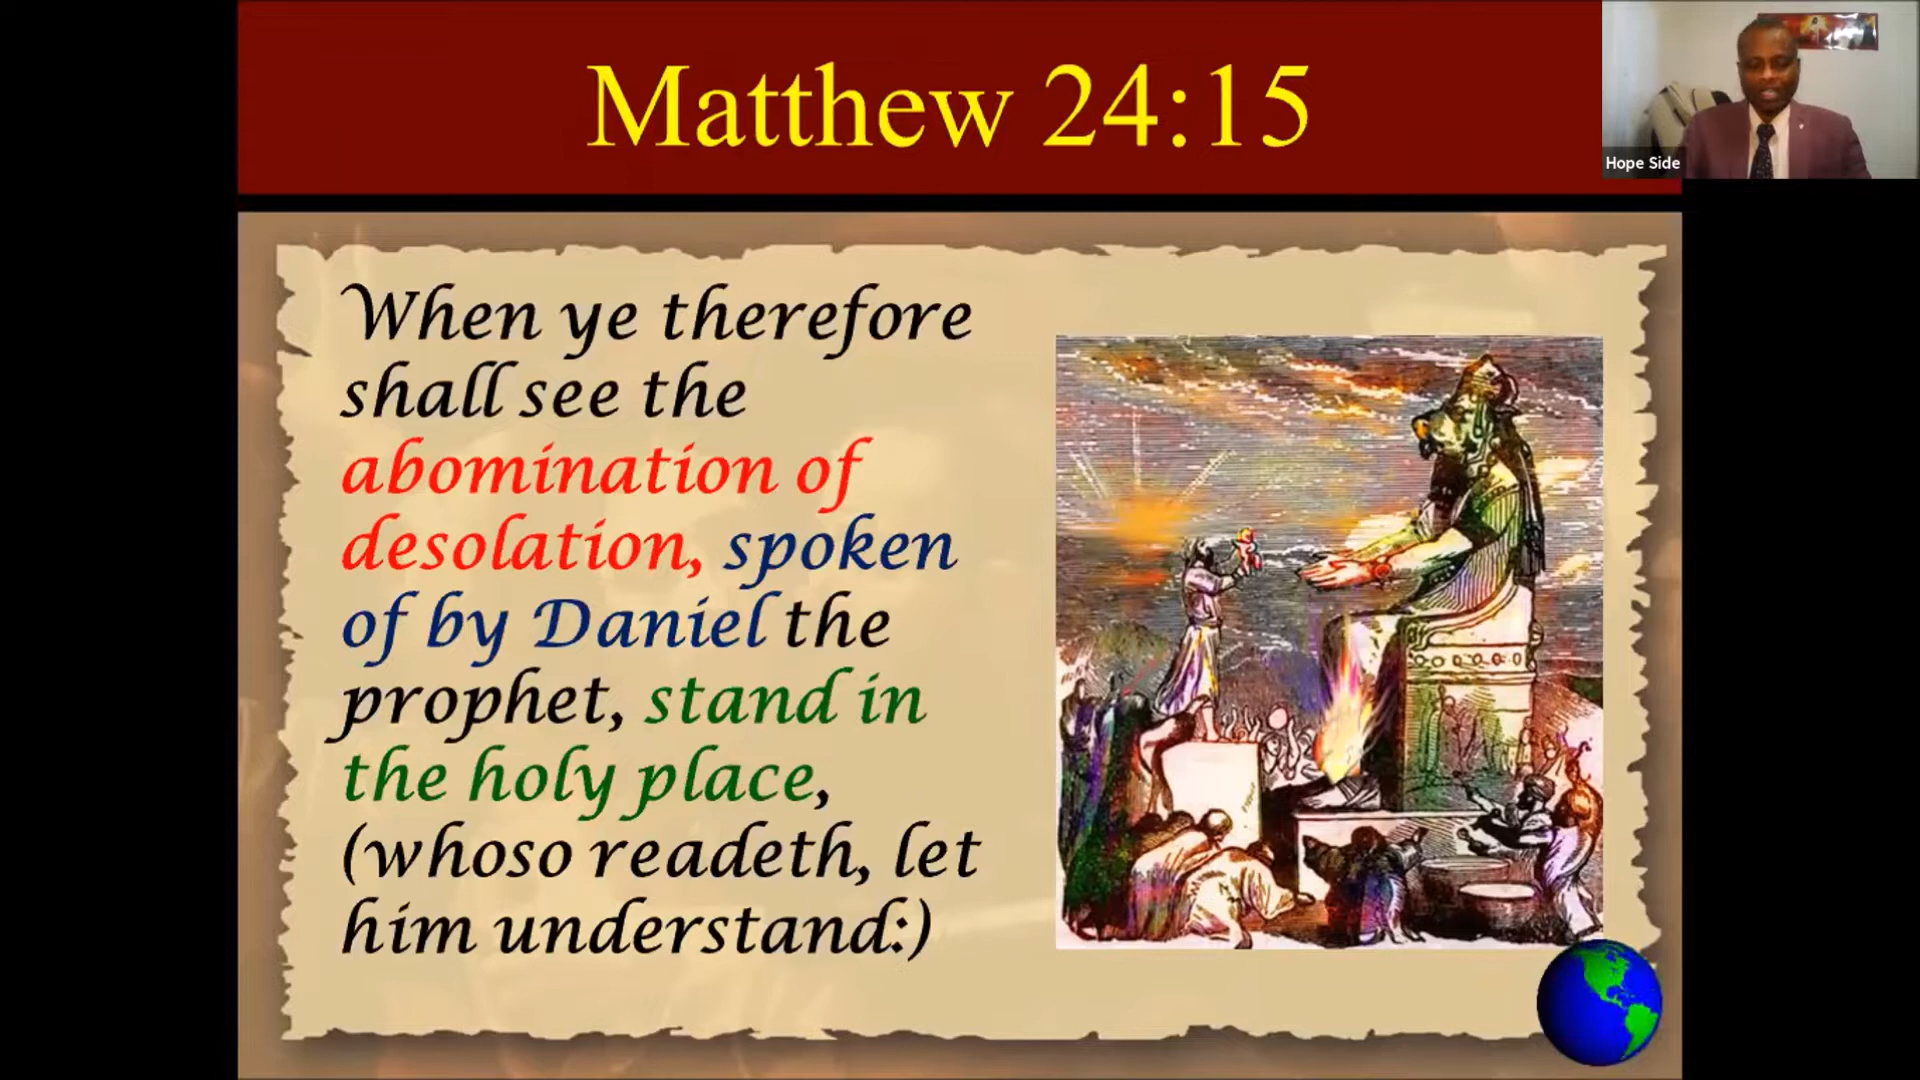 Matthew 24:15
Hope Side
When ye therefore
shall see the
abomination of
desolation, spoken
of by Daniel the
prophet, stand in
the holy place,
(whoso readeth, let
him understand:)